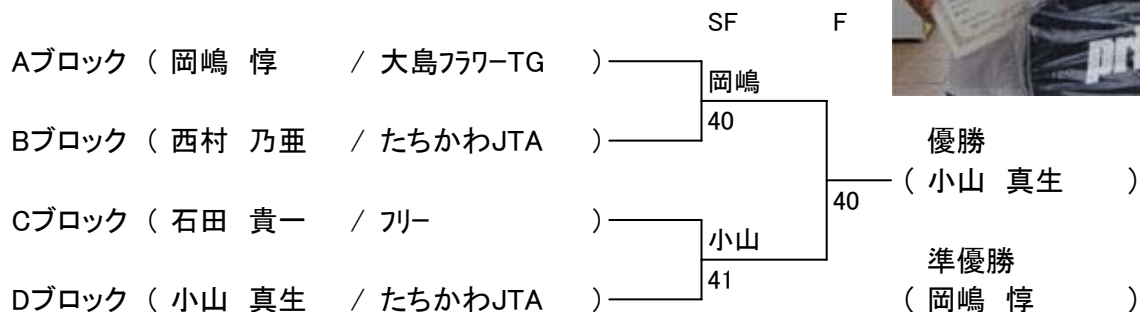 SF F
Aブロック ( 岡嶋 惇 / 大島フラワーTG )
岡嶋
40
Bブロック ( 西村 乃亜 / たちかわJTA )
優勝
( 小山 真生 )
40
Cブロック ( 石田 貴一 / フリー )
小山
41
準優勝
Dブロック ( 小山 真生 / たちかわJTA )
( 岡嶋 惇 )